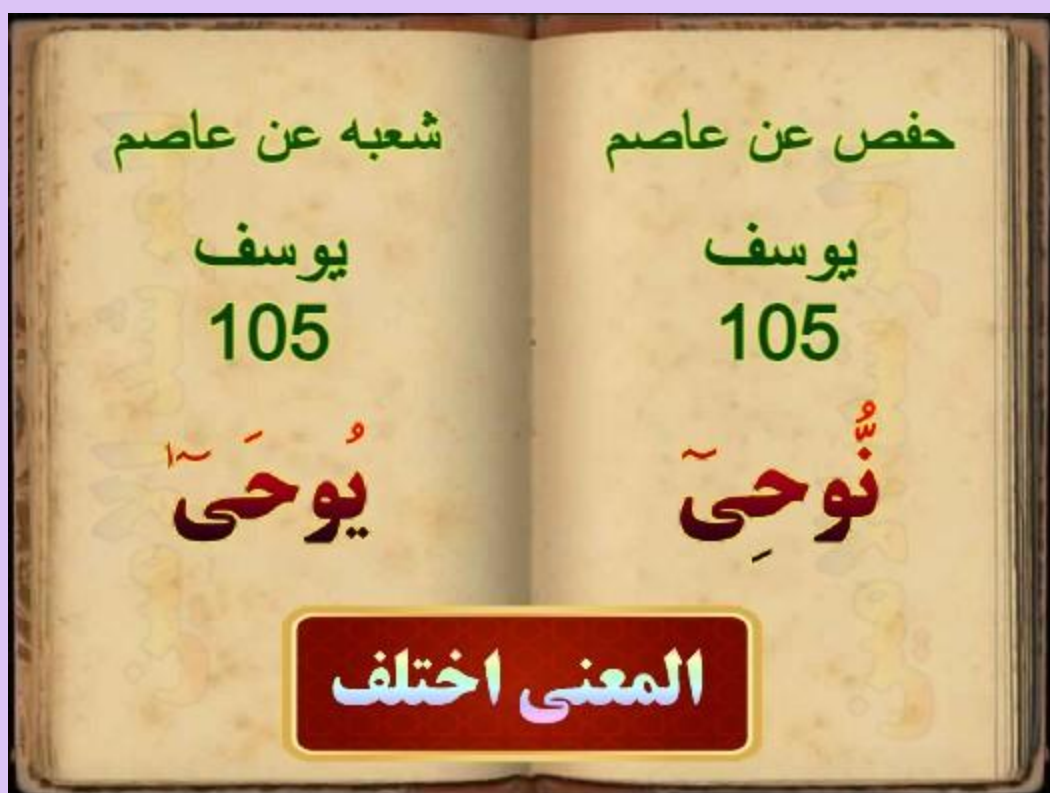 حفص عن عاصم
يوسف
105
نُّوحِىٓ
شعبه عن عاصم
يوسف
105
يُوحَىٰٓ
المعنى اختلف